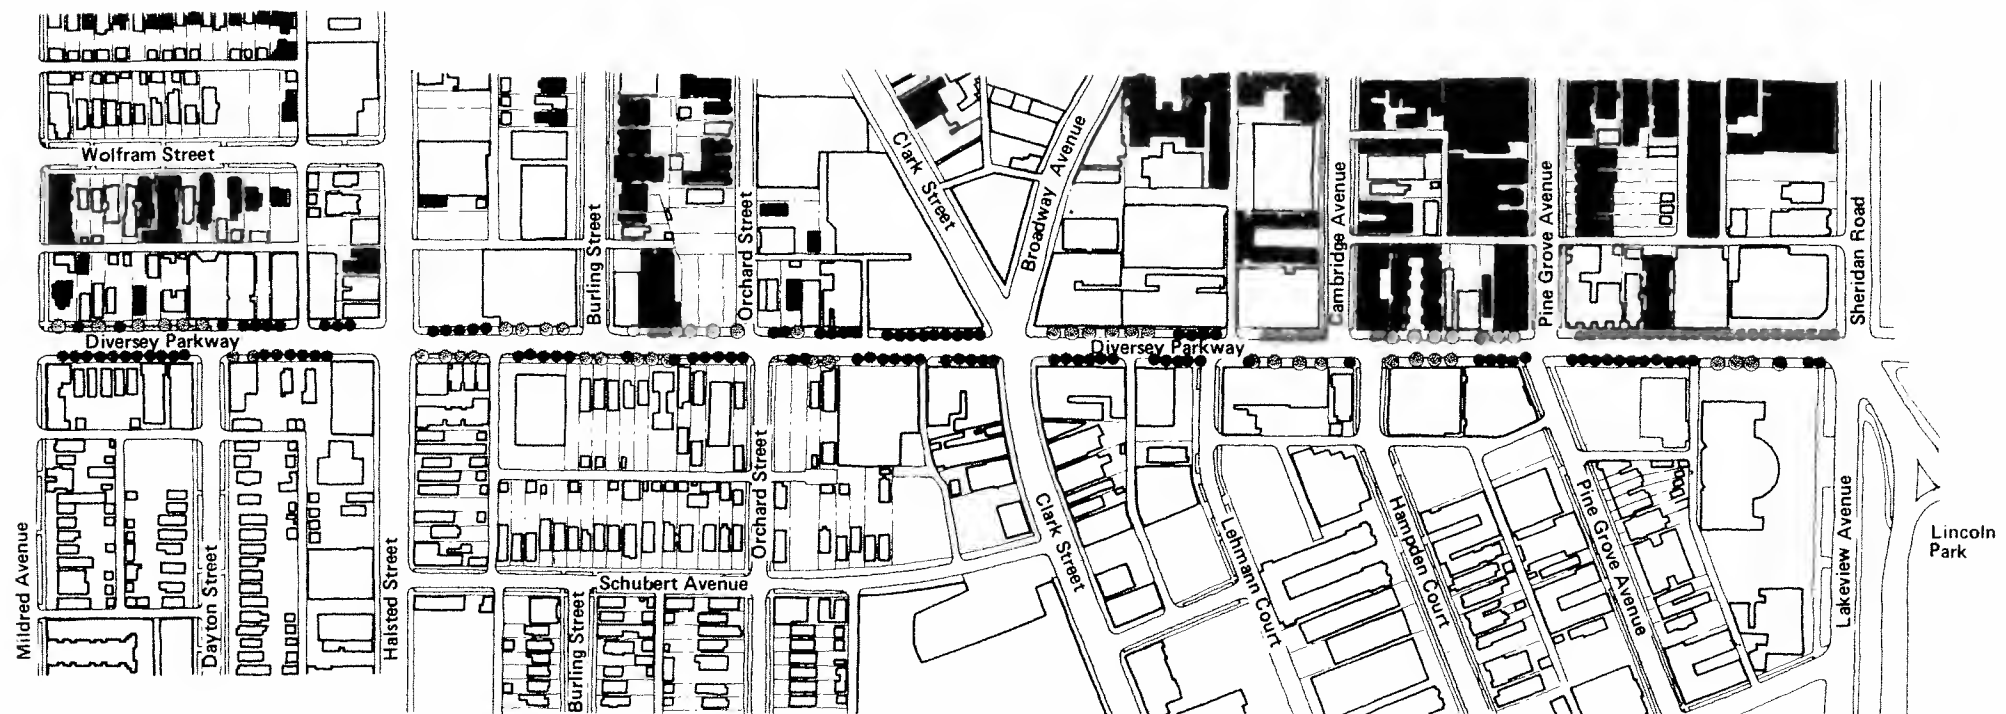 Wolfram Street
Clark Street
Broadway Avenue
Burling Street
Orchard Street
Cambridge Avenue
Pine Grove Avenue
Sheridan Road
Diversey Parkway
Diversey Parkway
Mildred Avenue
Dayton Street
Halsted Street
Orchard Street
Clark Street
Lehmann Court
Hampden Court
Pine Grove Avenue
Lakeview Avenue
Lincoln
Park
Schubert Avenue
Burling Street